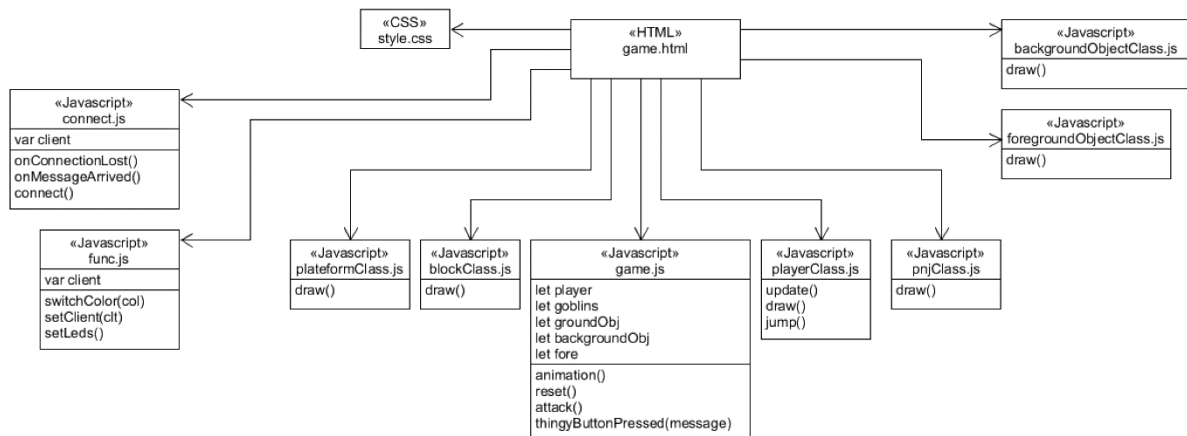 «CSS»
style.css
«HTML»
game.html
«Javascript»
backgroundObjectClass.js
draw()
«Javascript»
connect.js
var client
onConnectionLost()
onMessageArrived()
connect()
«Javascript»
foregroundObjectClass.js
draw()
«Javascript»
func.js
var client
switchColor(col)
setClient(clt)
setLeds()
«Javascript»
plateformClass.js
draw()
«Javascript»
blockClass.js
draw()
«Javascript»
game.js
let player
let goblins
let groundObj
let backgroundObj
let fore
animation()
reset()
attack()
thingyButtonPressed(message)
«Javascript»
playerClass.js
update()
draw()
jump()
«Javascript»
pnjClass.js
draw()